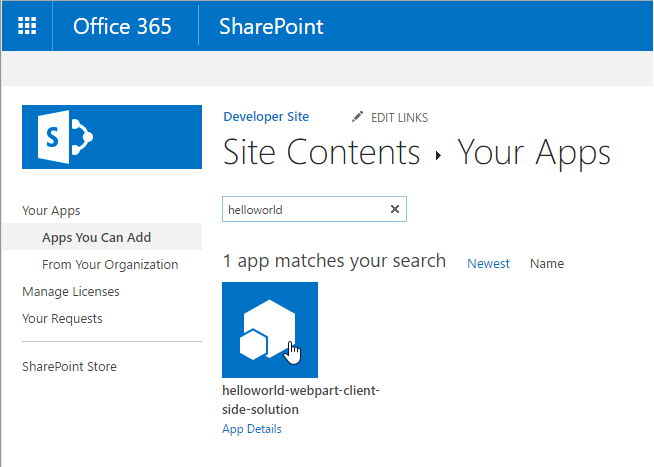 Office 365 SharePoint
S
Developer Site EDIT LINKS
Site Contents ▸ Your Apps
Your Apps
Apps You Can Add
From Your Organization
Manage Licenses
Your Requests
SharePoint Store
helloworld ×
1 app matches your search Newest Name
helloworld-webpart-client-
side-solution
App Details